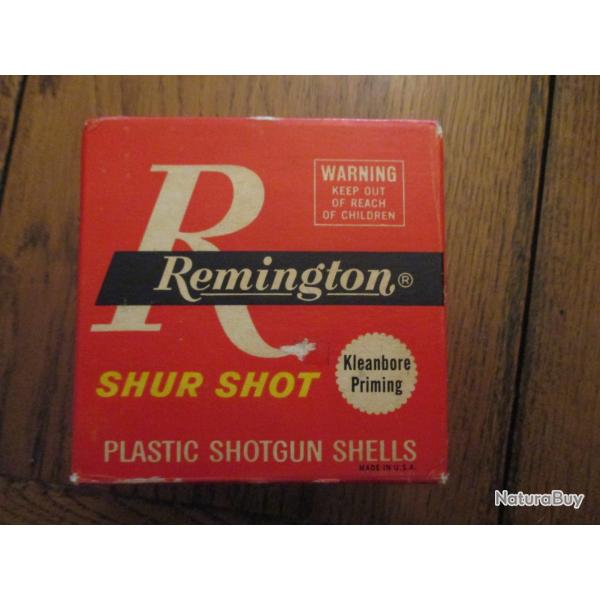 R
WARNING
KEEP OUT
OF REACH
OF CHILDREN
Remington®
SHUR SHOT
Kleanbore
Priming
PLASTIC SHOTGUN SHELLS
MADE IN U.S.A.
NaturaBuy